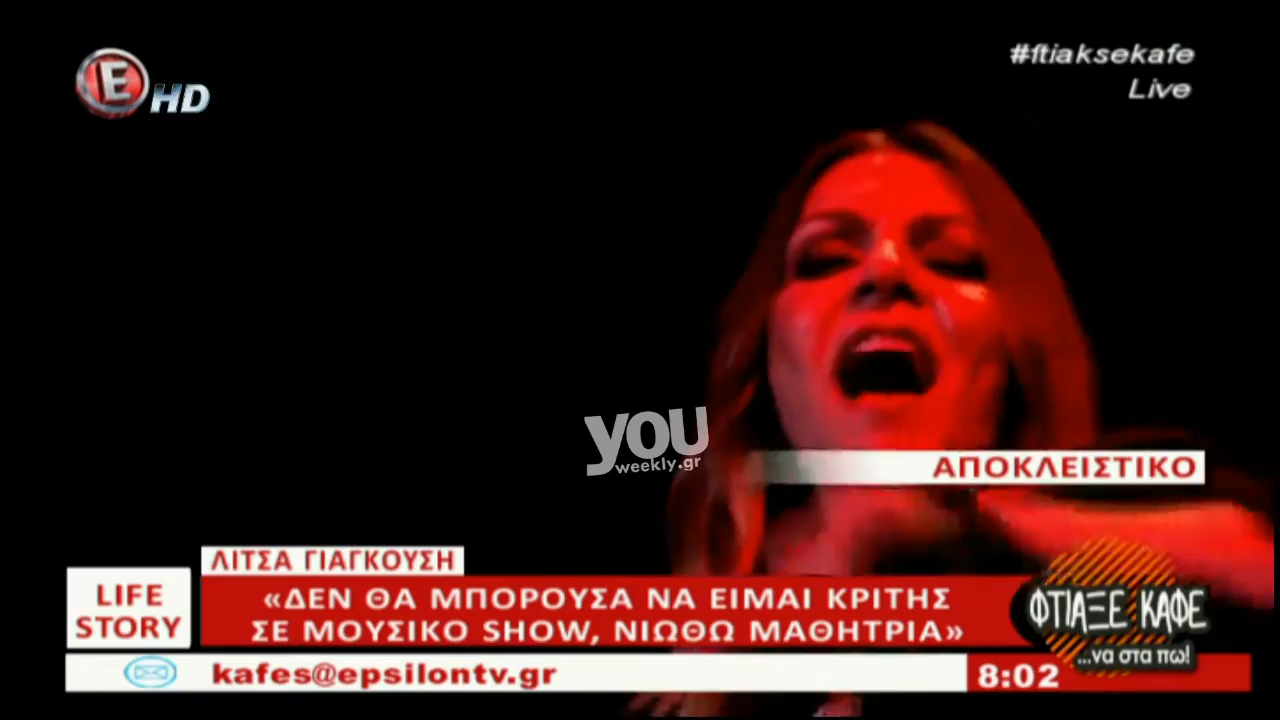 E HD
#ftiaksekafe
Live
you
weekly.gr
ΑΠΟΚΛΕΙΣΤΙΚΟ
ΛΙΤΣΑ ΓΙΑΓΚΟΥΣΗ
LIFE
STORY
«ΔΕΝ ΘΑ ΜΠΟΡΟΥΣΑ ΝΑ ΕΙΜΑΙ ΚΡΙΤΗΣ
ΣΕ ΜΟΥΣΙΚΟ SHOW, ΝΙΩΘΩ ΜΑΘΗΤΡΙΑ»
ΦΤΙΑΞΕ ΚΑΦΕ
...να στα πω!
kafes@epsilontv.gr
8:02